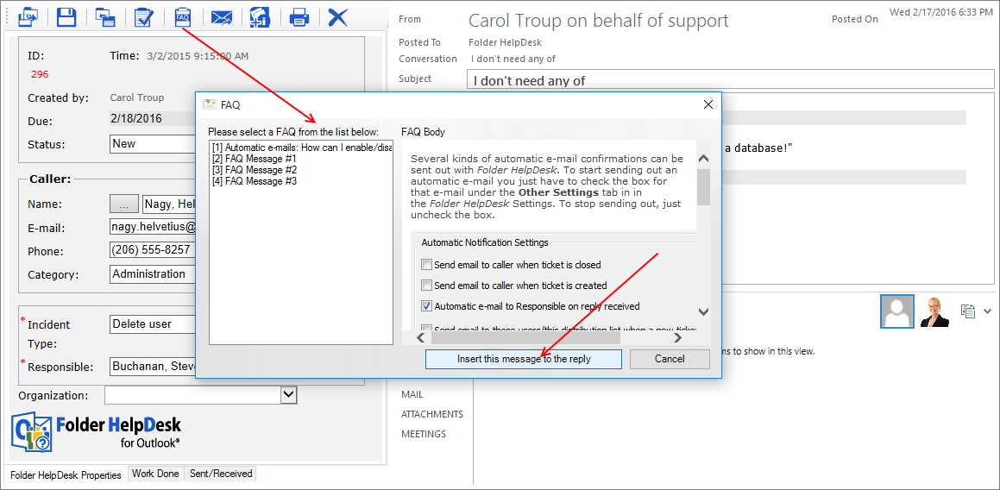 FAQ
From
Carol Troup on behalf of support
Posted On
Wed 2/17/2016 6:33 PM
Posted To
Folder HelpDesk
Conversation
I don't need any of
Subject
I don't need any of
ID:
Time:
3/2/2015 9:15:00 AM
296
Created by:
Carol Troup
Due:
2/18/2016
Status:
New
Caller:
Name:
...
Nagy, Hel
E-mail:
nagy.helvetius@
Phone:
(206) 555-8257
Category:
Administration
* Incident
Type:
Delete user
* Responsible:
Buchanan, Steve
Organization:
Folder HelpDesk
for Outlook®
Folder HelpDesk Properties
Work Done
Sent/Received
FAQ
Please select a FAQ from the list below:
[1] Automatic e-mails: How can I enable/disa
[2] FAQ Message #1
[3] FAQ Message #2
[4] FAQ Message #3
FAQ Body
Several kinds of automatic e-mail confirmations can be
sent out with Folder HelpDesk. To start sending out an
automatic e-mail you just have to check the box for
that e-mail under the Other Settings tab in in
the Folder HelpDesk Settings. To stop sending out, just
uncheck the box.
Automatic Notification Settings
Send email to caller when ticket is closed
Send email to caller when ticket is created
Automatic e-mail to Responsible on reply received
Send email to these users/this distribution list when a new ticket
Insert this message to the reply
Cancel
a database!"
ms to show in this view.
MAIL
ATTACHMENTS
MEETINGS